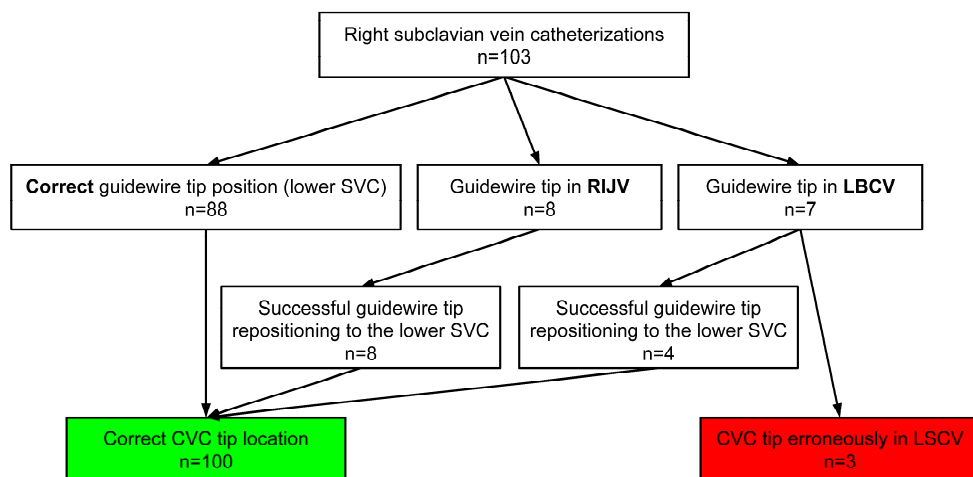 Right subclavian vein catheterizations
n=103
Correct guidewire tip position (lower SVC)
n=88
Guidewire tip in RIJV
n=8
Guidewire tip in LBCV
n=7
Successful guidewire tip
repositioning to the lower SVC
n=8
Successful guidewire tip
repositioning to the lower SVC
n=4
Correct CVC tip location
n=100
CVC tip erroneously in LSCV
n=3